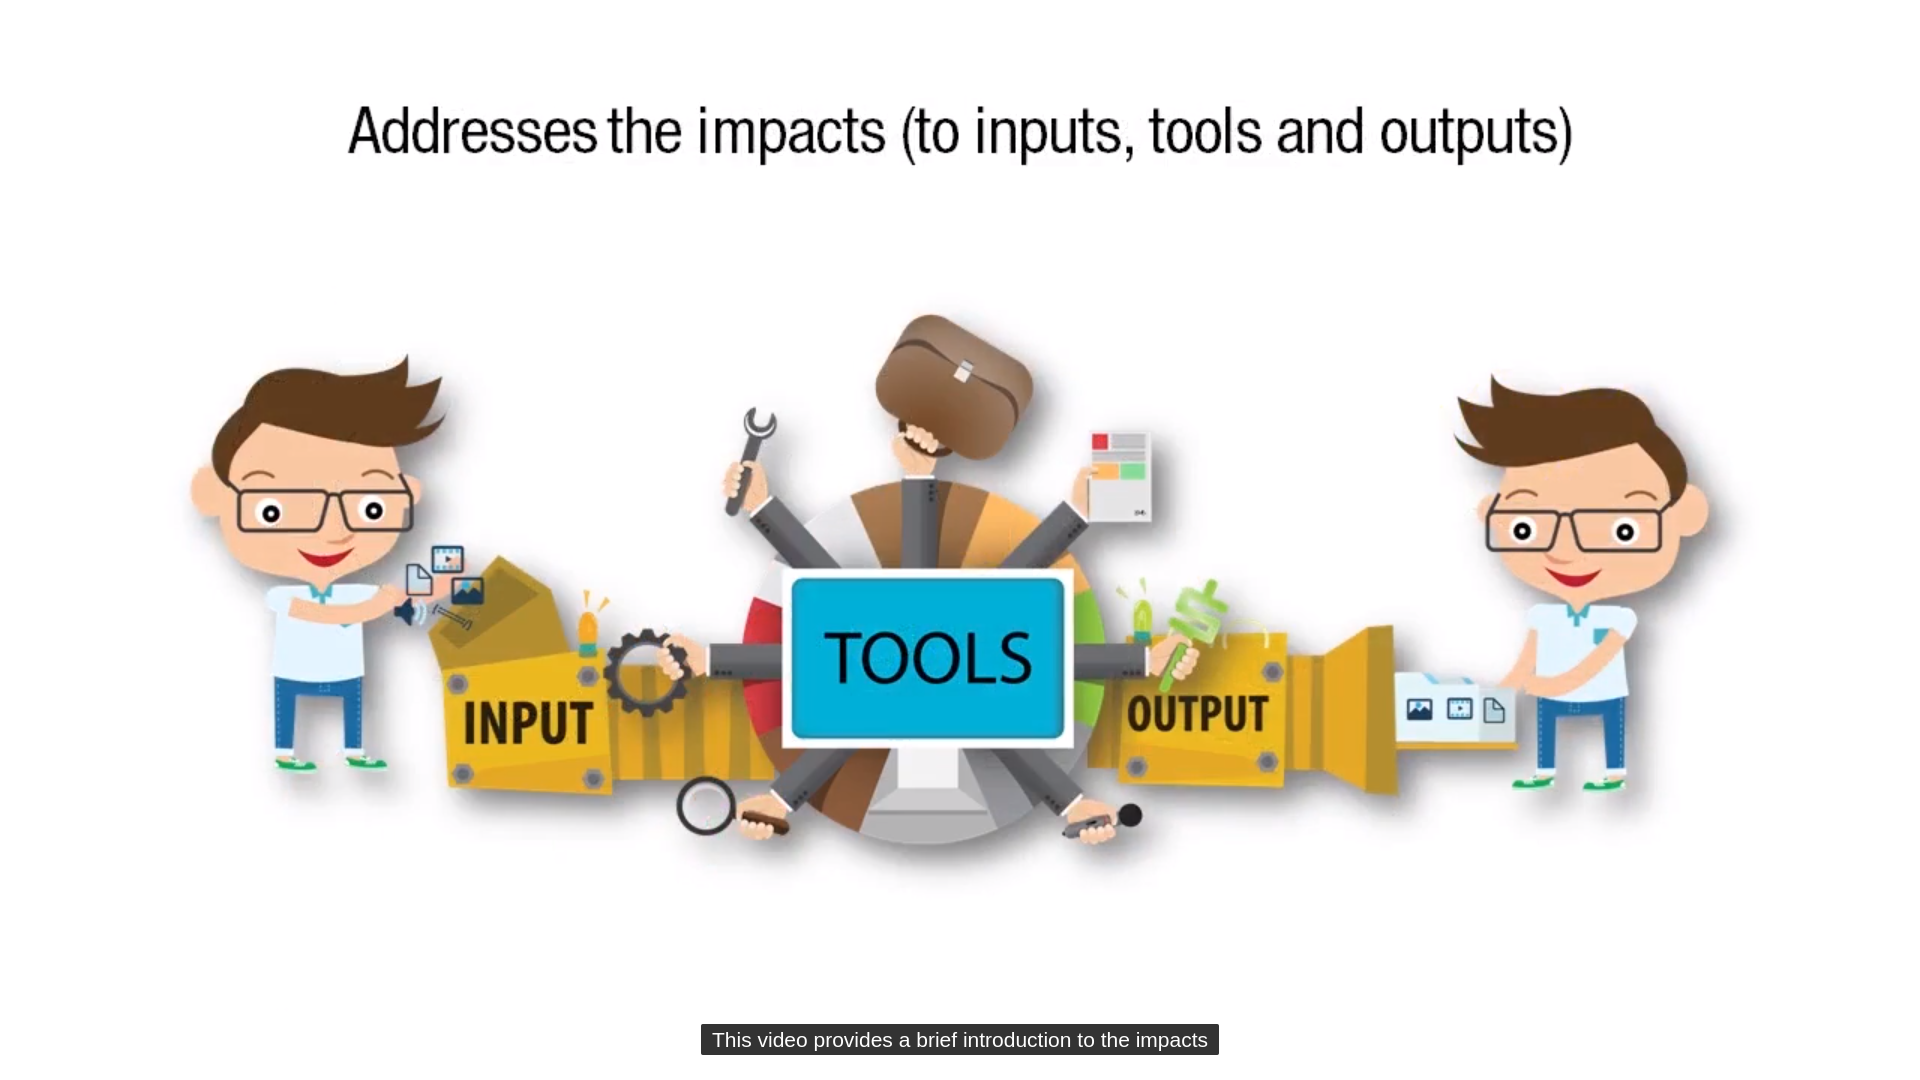 Addresses the impacts (to inputs, tools and outputs)
TOOLS
INPUT
OUTPUT
This video provides a brief introduction to the impacts